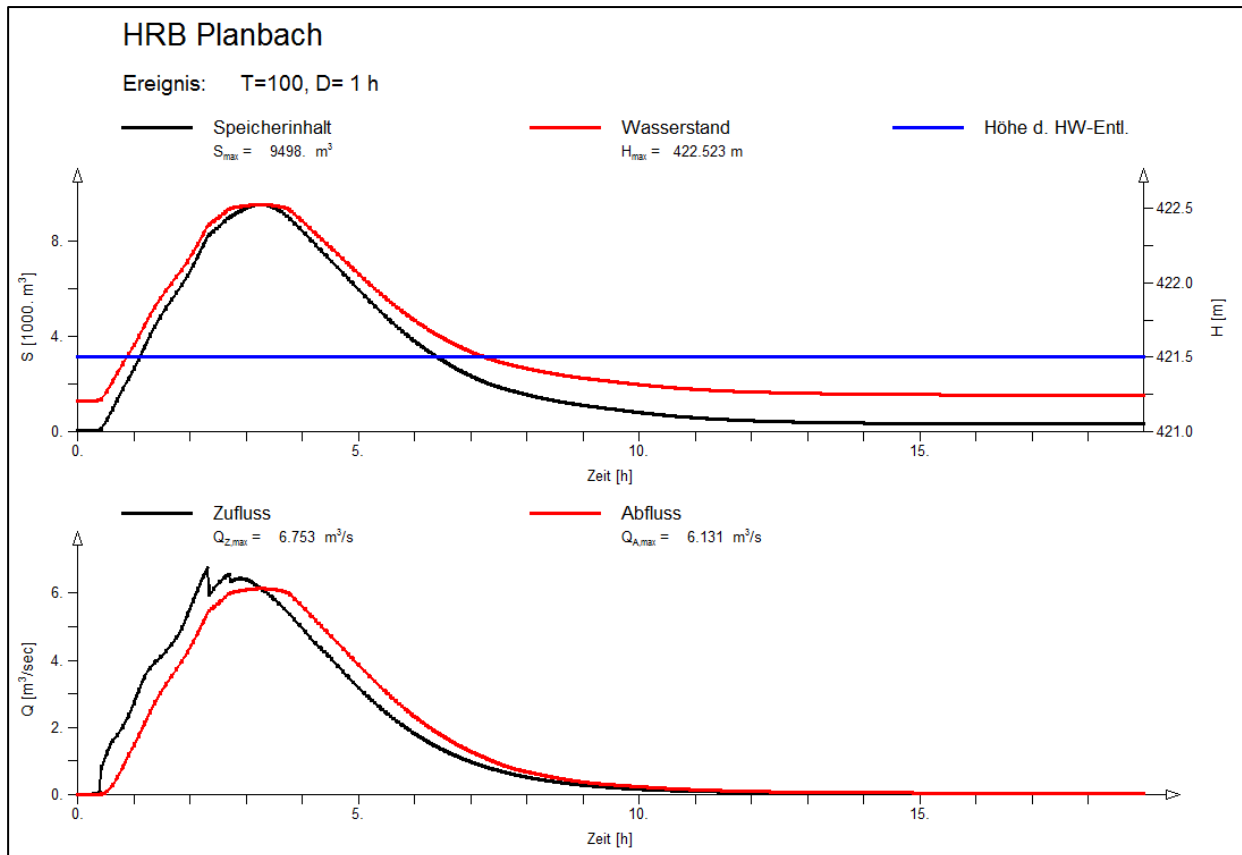 HRB Planbach
Ereignis: T=100, D= 1 h
Speicherinhalt Wasserstand Höhe d. HW-Entl.
Smax = 9498. m³ Hmax = 422.523 m
S [1000. m³]
8.
4.
0.
H [m]
422.5
422.0
421.5
421.0
0. 5. 10. 15.
Zeit [h]
Zufluss Abfluss
QZ,max = 6.753 m³/s QA,max = 6.131 m³/s
Q [m³/sec]
6.
4.
2.
0.
0. 5. 10. 15.
Zeit [h]